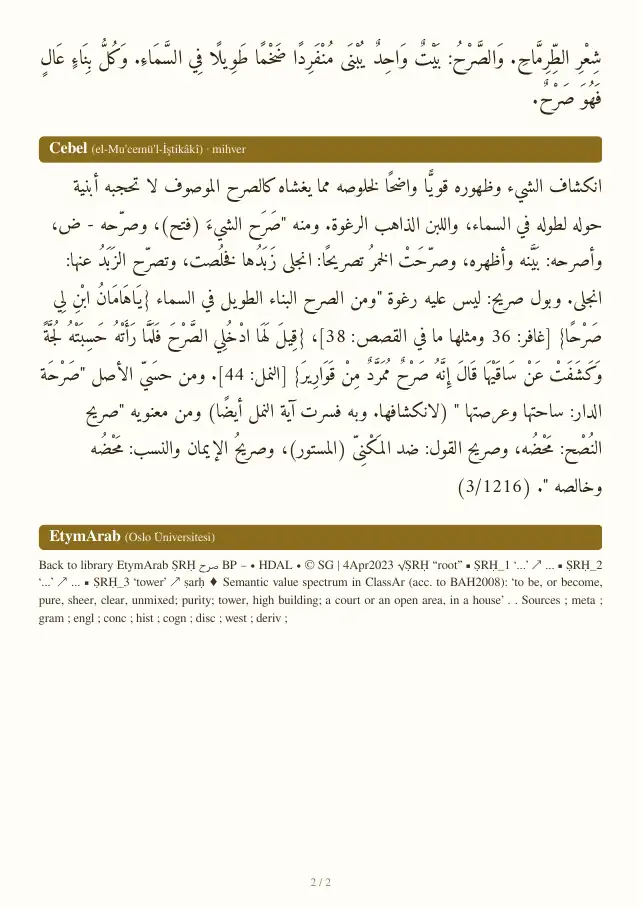 شِعْرِ الطِّرِمَّاحِ. وَالصَّرْحُ: بَيْتٌ وَاحِدٌ يُبْنَى مُنْفَرِدًا ضَخْمًا طَوِيلًا فِي السَّمَاءِ. وَكُلُّ بِنَاءٍ عَالٍ
فَهُوَ صَرْحٌ.
Cebel (el-Mu'cemü'l-İştikâkî) · mihver
انكشاف الشيء وظهوره قويًّا واضحًا لخلوصه مما يغشاه كالصرح الموصوف لا تحجبه أبنية
حوله لطوله في السماء، واللبن الذاهب الرغوة. ومنه "صَرَح الشيءَ (فتح)، وصرّحه - ض،
وأصرحه: بَيَّنه وأظهره، وصرّحَتْ الخمرُ تصريحًا: انجلى زَبَدُها فخلُصت، وتصرّح الزَبَدُ عنها:
انجلى. وبول صريح: ليس عليه رغوة "ومن الصرح البناء الطويل في السماء {يَاهَامَانُ ابْنِ لِي
صَرْحًا} [غافر: 36 ومثلها ما في القصص: 38]، {قِيلَ لَهَا ادْخُلِي الصَّرْحَ فَلَمَّا رَأَتْهُ حَسِبَتْهُ لُجَّةً
وَكَشَفَتْ عَنْ سَاقَيْهَا قَالَ إِنَّهُ صَرْحٌ مُمَرَّدٌ مِنْ قَوَارِيرَ} [النمل: 44]. ومن حسّيّ الأصل "صَرْحَة
الدار: ساحتها وعرصتها " (لانكشافها. وبه فسرت آية النمل أيضًا) ومن معنويه "صريح
النُصْح: مَحْضُه، وصريح القول: ضد المَكْنِىّ (المستور)، وصريحُ الإيمان والنسب: مَحْضُه
وخالصه ". (3/1216)
EtymArab (Oslo Üniversitesi)
Back to library EtymArab ṢRḤ صرح BP – • HDAL • © SG | 4Apr2023 √ṢRḤ “root” ▪ ṢRḤ_1 ‘...’ ↗ ... ▪ ṢRḤ_2
‘...’ ↗ ... ▪ ṢRḤ_3 ‘tower’ ↗ ṣarḥ ♦ Semantic value spectrum in ClassAr (acc. to BAH2008): ‘to be, or become,
pure, sheer, clear, unmixed; purity; tower, high building; a court or an open area, in a house’ . . Sources ; meta ;
gram ; engl ; conc ; hist ; cogn ; disc ; west ; deriv ;
2 / 2